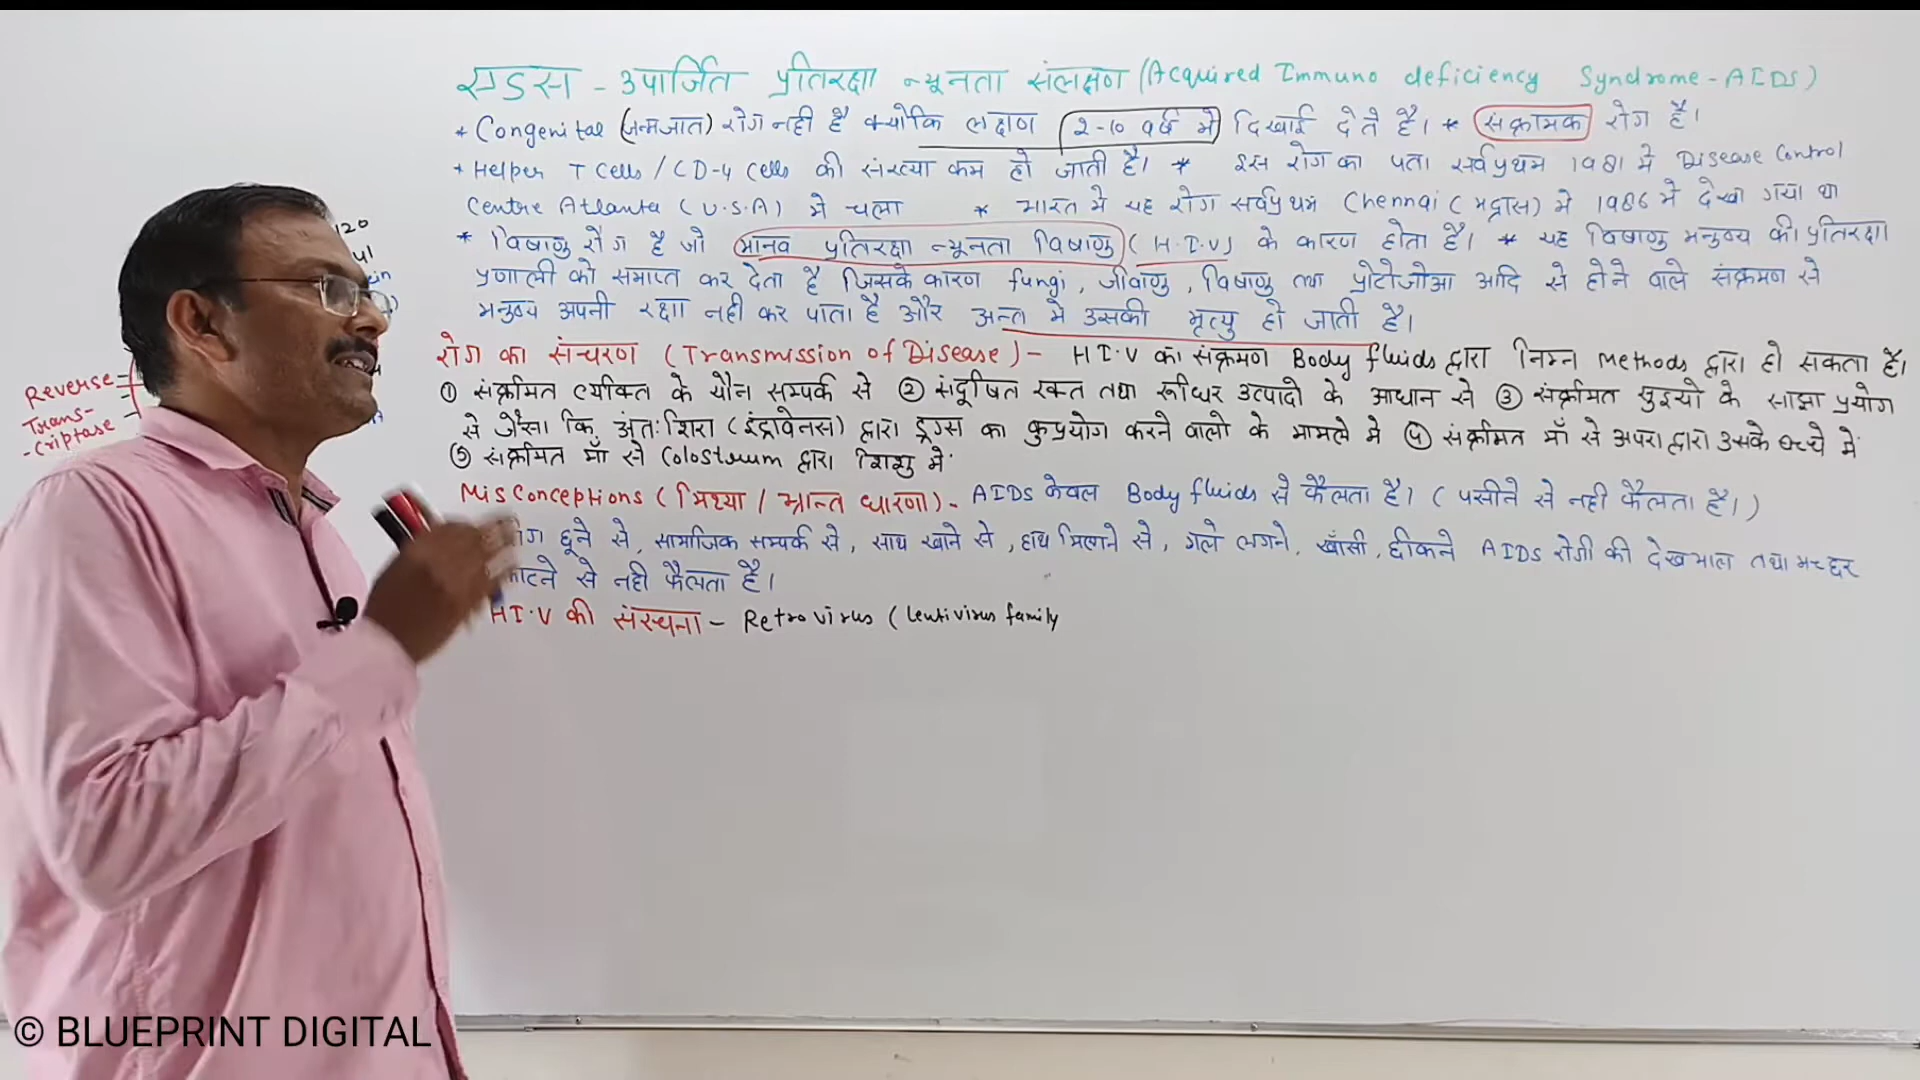 एड्स - उपार्जित प्रतिरक्षा न्यूनता संलक्षण (Acquired Immuno deficiency Syndrome - AIDS)
* Congenital (जन्मजात) रोग नही है क्योकि लक्षण 2-10 वर्ष मे दिखाई देते है। * संक्रामक रोग है।
* Helper T Cells / CD-4 Cells की संख्या कम हो जाती है। * इस रोग का पता सर्वप्रथम 1981 मे Disease Control
Centre Atlanta (U.S.A) मे चला * भारत मे यह रोग सर्वप्रथम Chennai (मद्रास) मे 1986 मे देखा गया था
* विषाणु रोग है जो मानव प्रतिरक्षा न्यूनता विषाणु (H.I.V) के कारण होता है। * यह विषाणु मनुष्य की प्रतिरक्षा
प्रणाली को समाप्त कर देता है जिसके कारण fungi, जीवाणु, विषाणु तथा प्रोटोजोआ आदि से होने वाले संक्रमण से
मनुष्य अपनी रक्षा नही कर पाता है और अन्त मे उसकी मृत्यु हो जाती है।
रोग का संचरण (Transmission of Disease) - H.I.V का संक्रमण Body fluids द्वारा निम्न Methods द्वारा हो सकता है।
① संक्रमित व्यक्ति के यौन सम्पर्क से ② संदूषित रक्त तथा रूधिर उत्पादो के आधान से ③ संक्रमित सुइयो के साझा प्रयोग
से जैसा कि अंतःशिरा (इंट्रावेनस) द्वारा ड्रग्स का कुप्रयोग करने वालो के मामले मे ④ संक्रमित माँ से अपरा द्वारा उसके बच्चे में
⑤ संक्रमित माँ से Colostrum द्वारा शिशु में
Misconceptions (मिथ्या / भ्रान्त धारणा) - AIDS केवल Body fluids से फैलता है। (पसीने से नही फैलता है।)
छूने से, सामाजिक सम्पर्क से, साथ खाने से, हाथ मिलाने से, गले लगने, खाँसी, छीकने AIDS रोगी की देखभाल तथा मच्छर
काटने से नही फैलता है।
H.I.V की संरचना - Retrovirus (Lentivirus family
120
41
Reverse
Trans-
-criptase
© BLUEPRINT DIGITAL